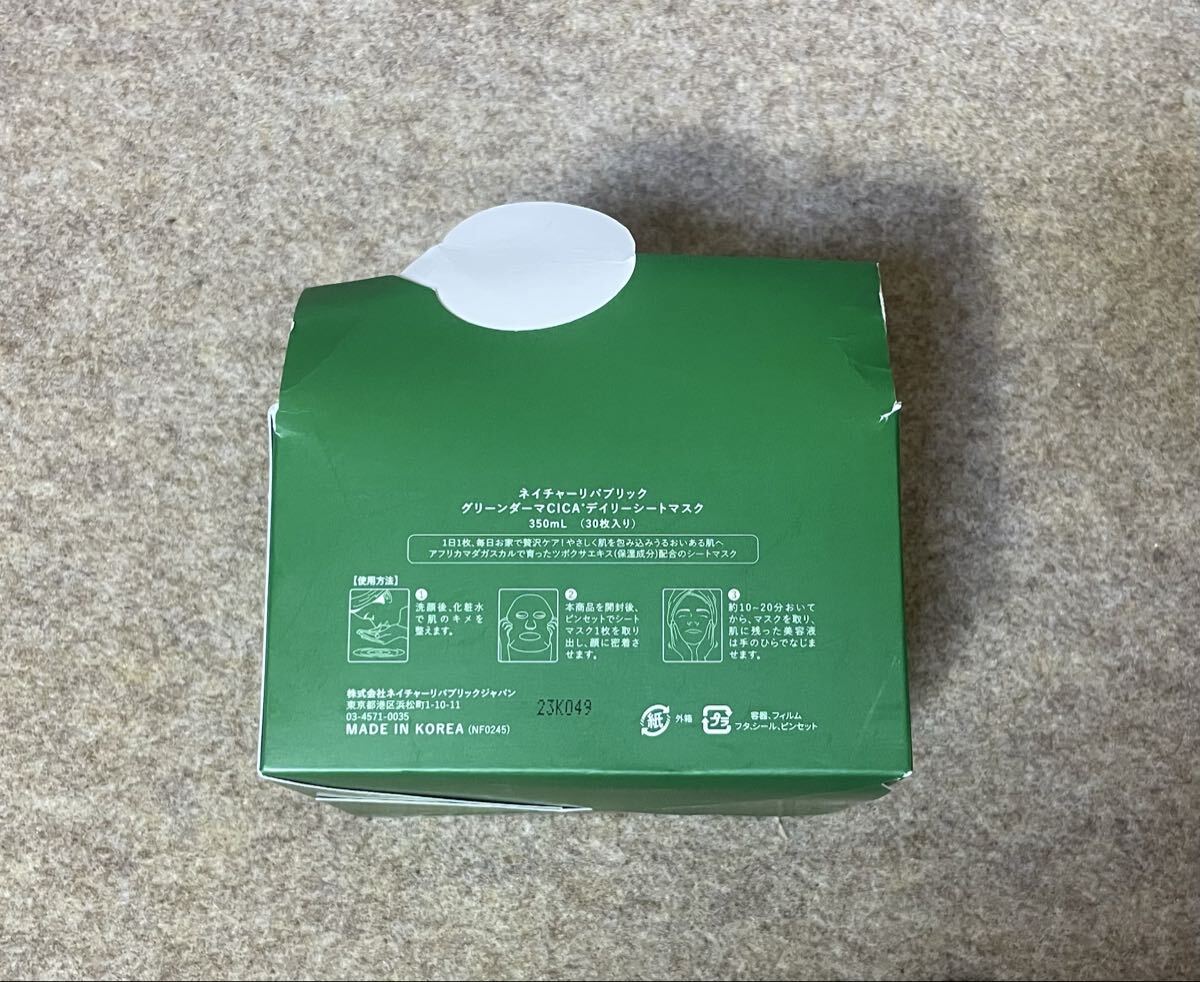 ネイチャーリパブリック
グリーンダーマCICA+デイリーシートマスク
350mL (30枚入り)
1日1枚、毎日お家で贅沢ケア!やさしく肌を包み込みうるおいある肌へ
アフリカマダガスカルで育ったツボクサエキス(保湿成分)配合のシートマスク
【使用方法】
1
洗顔後、化粧水
で肌のキメを
整えます。
2
本商品を開封後、
ピンセットでシート
マスク1枚を取り
出し、顔に密着さ
せます。
3
約10~20分おいて
から、マスクを取り、
肌に残った美容液
は手のひらでなじま
せます。
株式会社ネイチャーリパブリックジャパン
東京都港区浜松町1-10-11
03-4571-0035
MADE IN KOREA (NF0245)
23K049
紙
外箱
プラ
容器、フィルム
フタ、シール、ピンセット